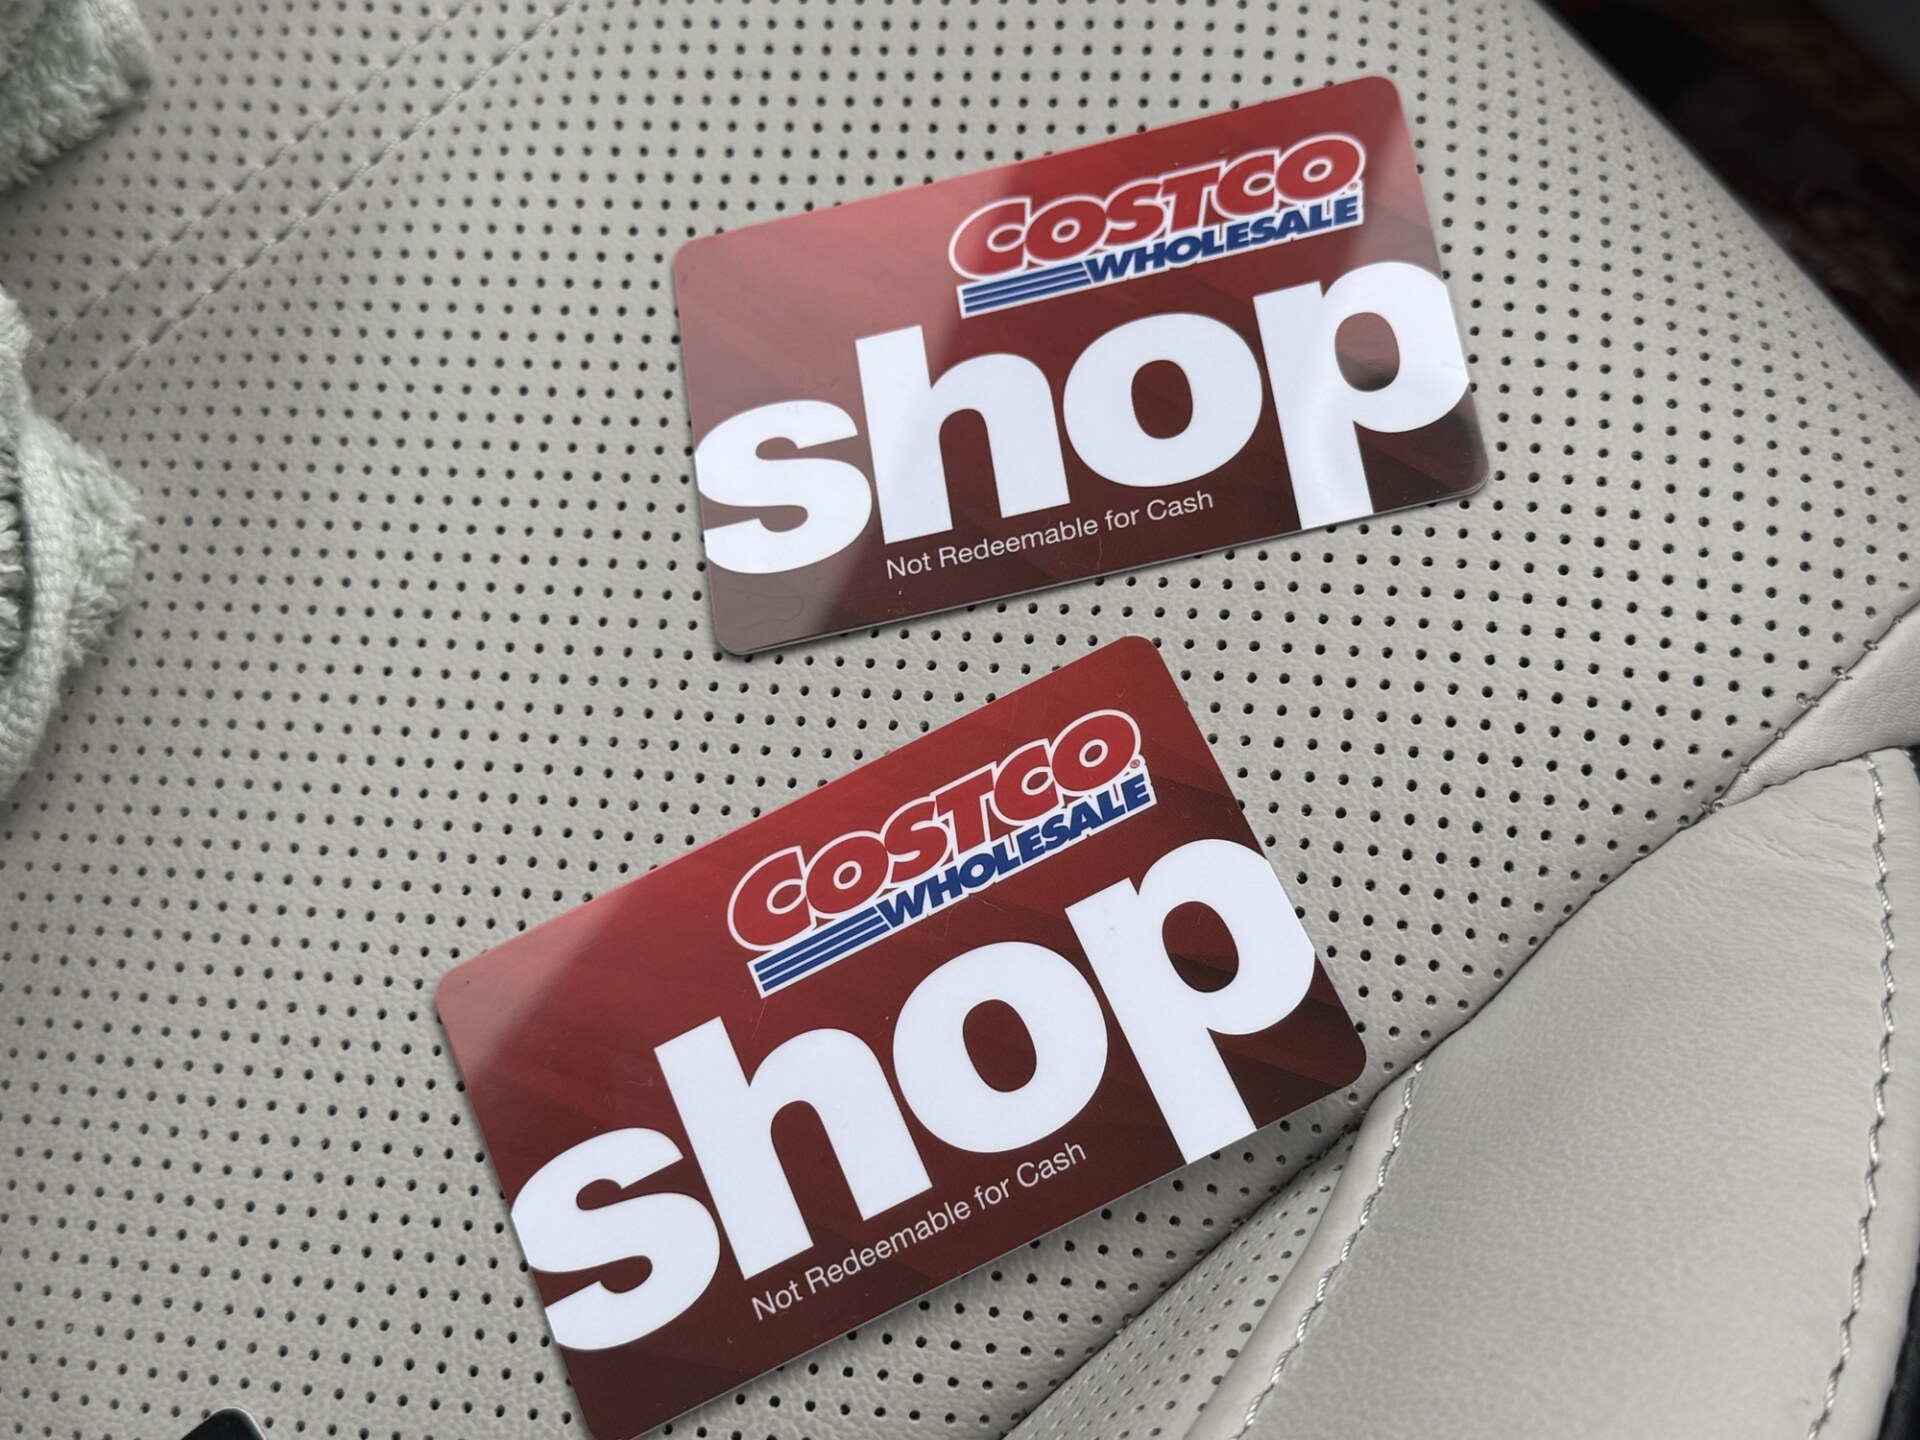 COSTCO
WHOLESALE
shop
Not Redeemable for Cash
COSTCO®
WHOLESALE
shop
Not Redeemable for Cash